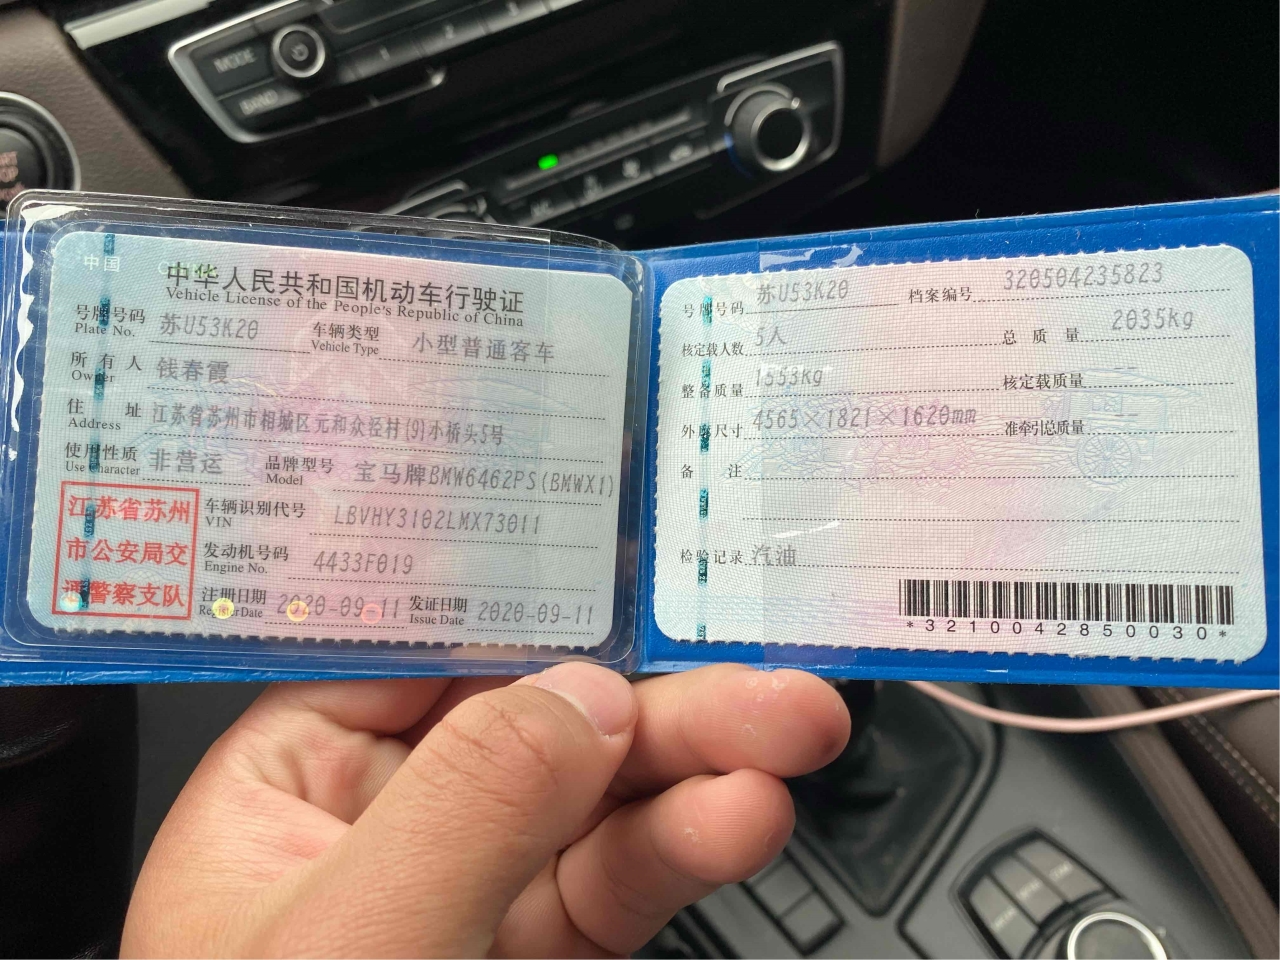 MODE
BAND
1
2
3
中国
中华人民共和国机动车行驶证
Vehicle License of the People's Republic of China
号牌号码 苏U53K20 车辆类型 小型普通客车
Plate No. Vehicle Type
所有人 钱春霞
Owner
住址 江苏省苏州市相城区元和众泾村(9)小桥头5号
Address
使用性质 非营运 品牌型号 宝马牌BMW6462PS(BMWX1)
Use Character Model
江苏省苏州
市公安局交
通警察支队
车辆识别代号 LBVHY3102LMX73011
VIN
发动机号码 4433F019
Engine No.
注册日期 2020-09-11 发证日期 2020-09-11
Register Date Issue Date
号牌号码 苏U53K20 档案编号 320504235823
核定载人数 5人 总质量 2035kg
整备质量 1553kg 核定载质量 --
外廓尺寸 4565×1821×1620mm 准牵引总质量 --
备注
检验记录 汽油
*3210042850030*